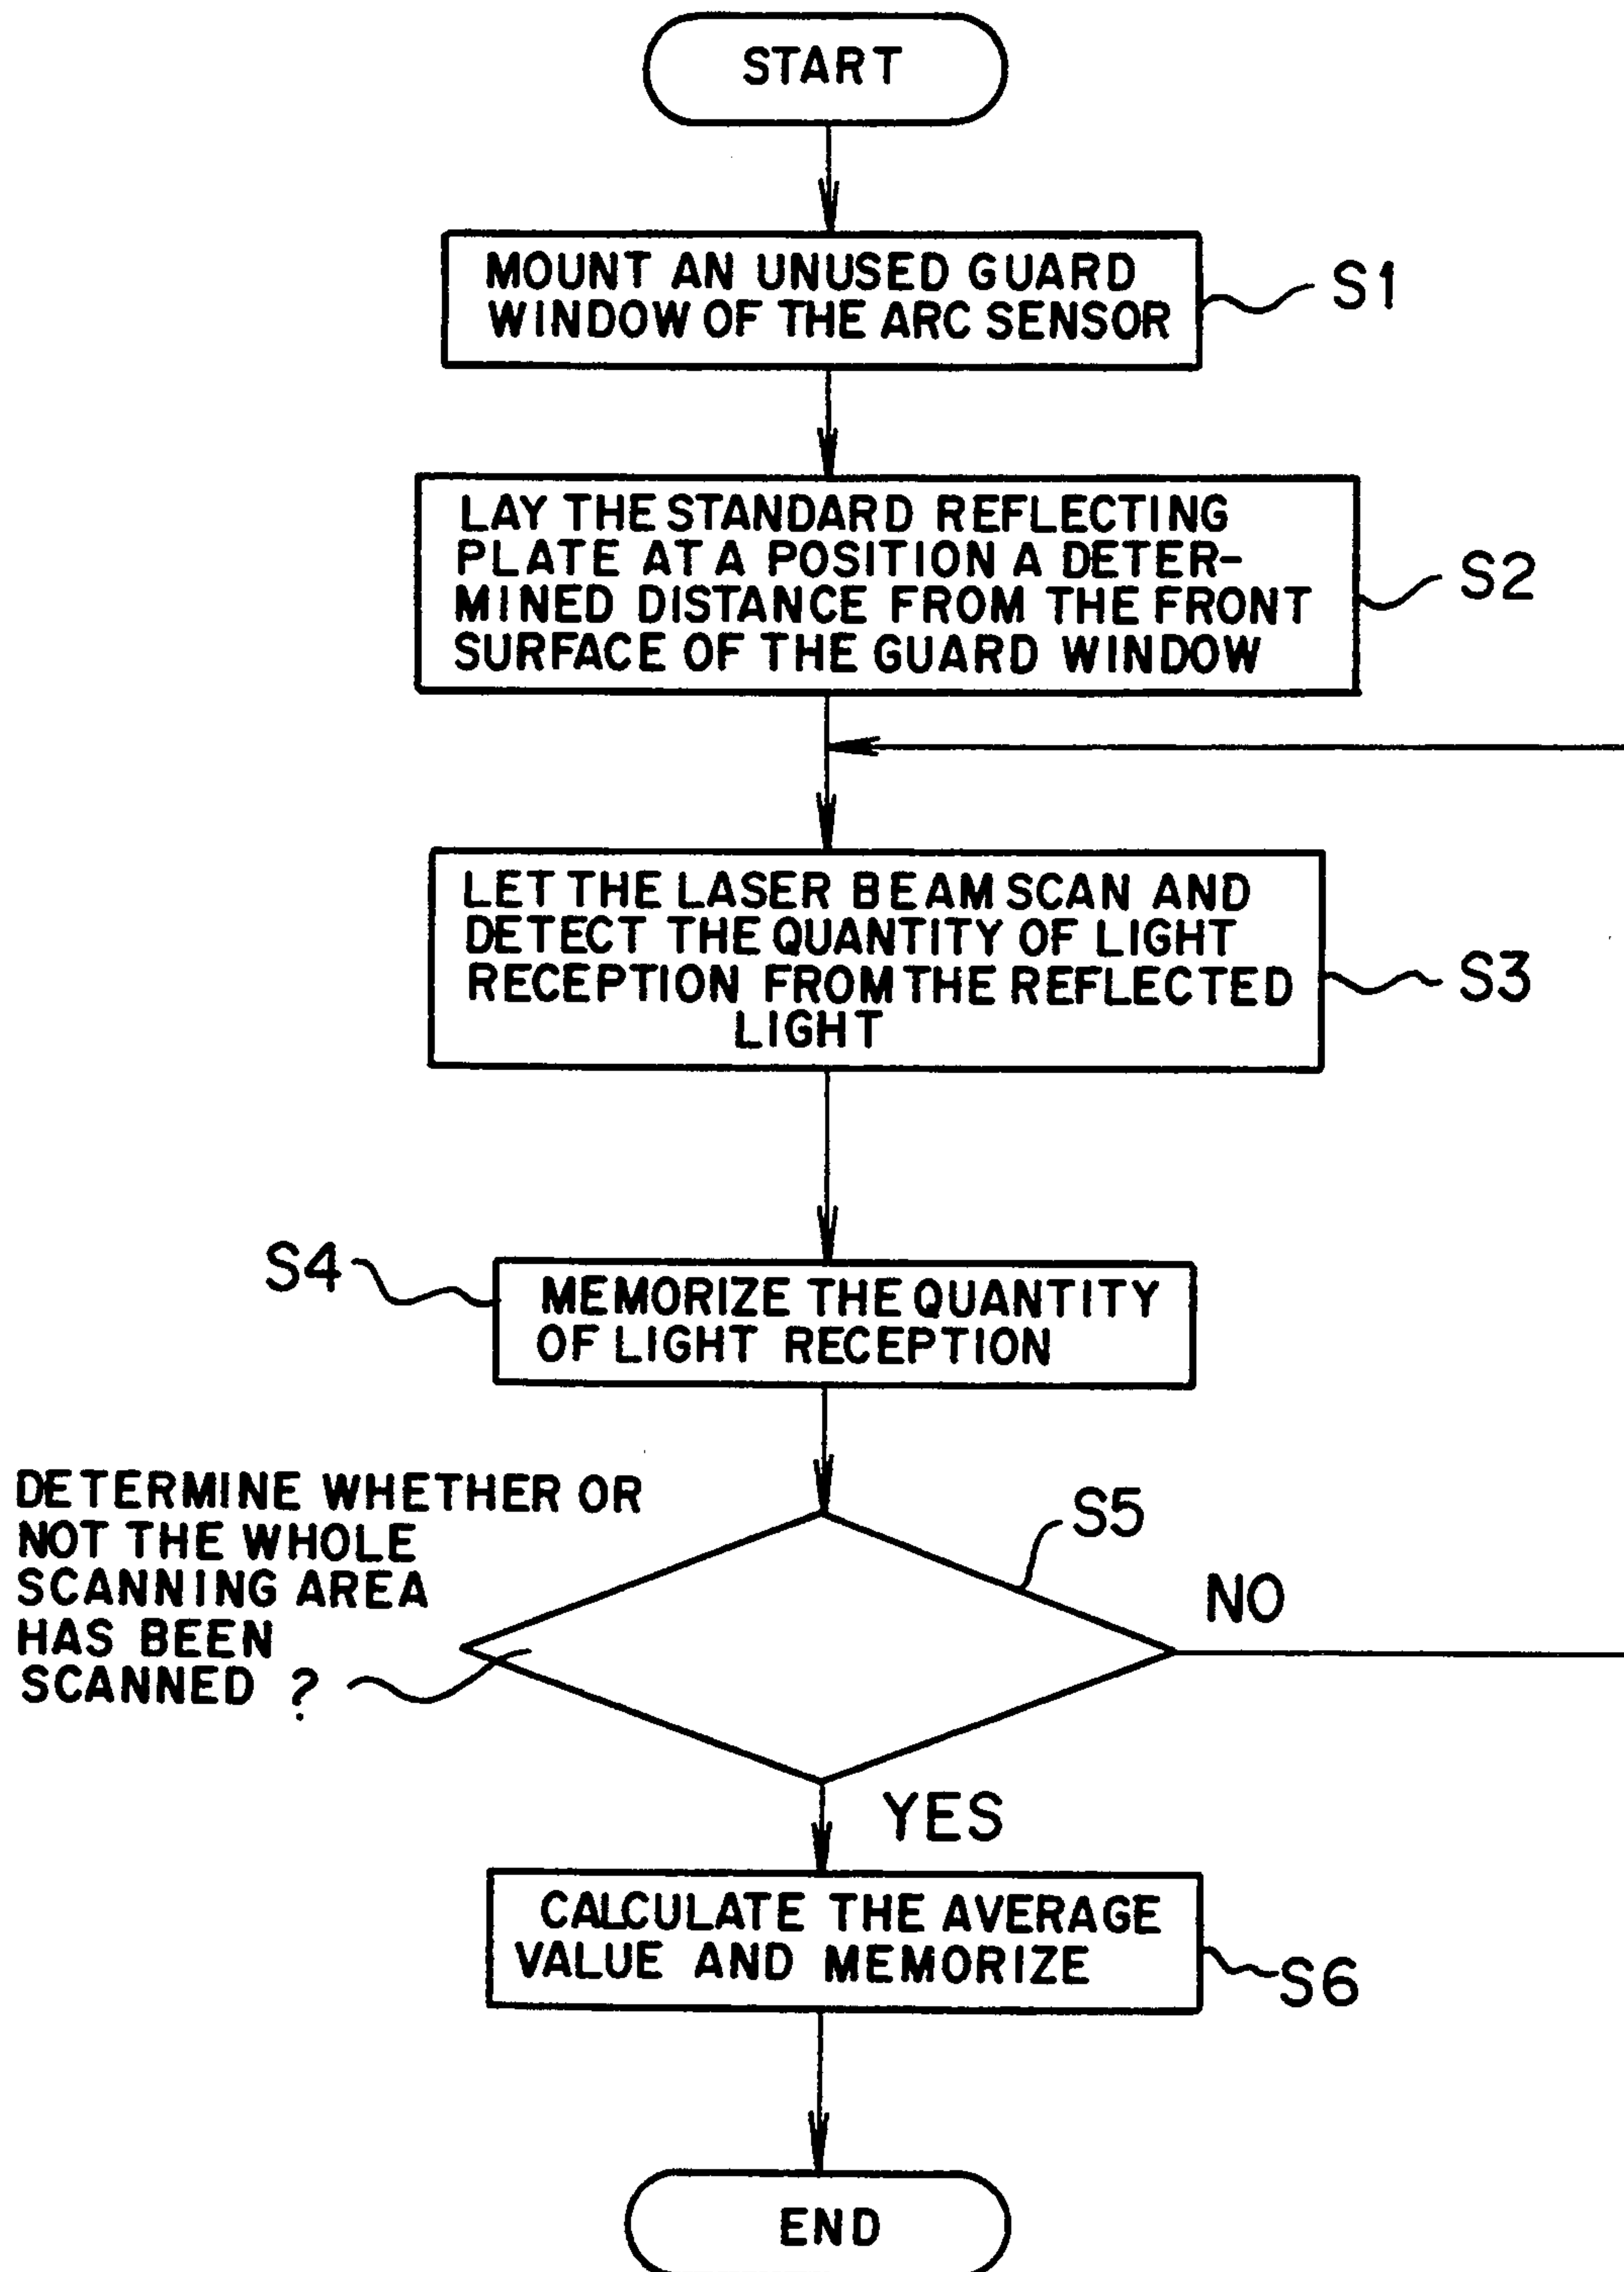 START
MOUNT AN UNUSED GUARD
WINDOW OF THE ARC SENSOR
S1
LAY THE STANDARD REFLECTING
PLATE AT A POSITION A DETER-
MINED DISTANCE FROM THE FRONT
SURFACE OF THE GUARD WINDOW
S2
LET THE LASER BEAM SCAN AND
DETECT THE QUANTITY OF LIGHT
RECEPTION FROM THE REFLECTED
LIGHT
S3
S4
MEMORIZE THE QUANTITY
OF LIGHT RECEPTION
DETERMINE WHETHER OR
NOT THE WHOLE
SCANNING AREA
HAS BEEN
SCANNED ?
S5
NO
YES
CALCULATE THE AVERAGE
VALUE AND MEMORIZE
S6
END